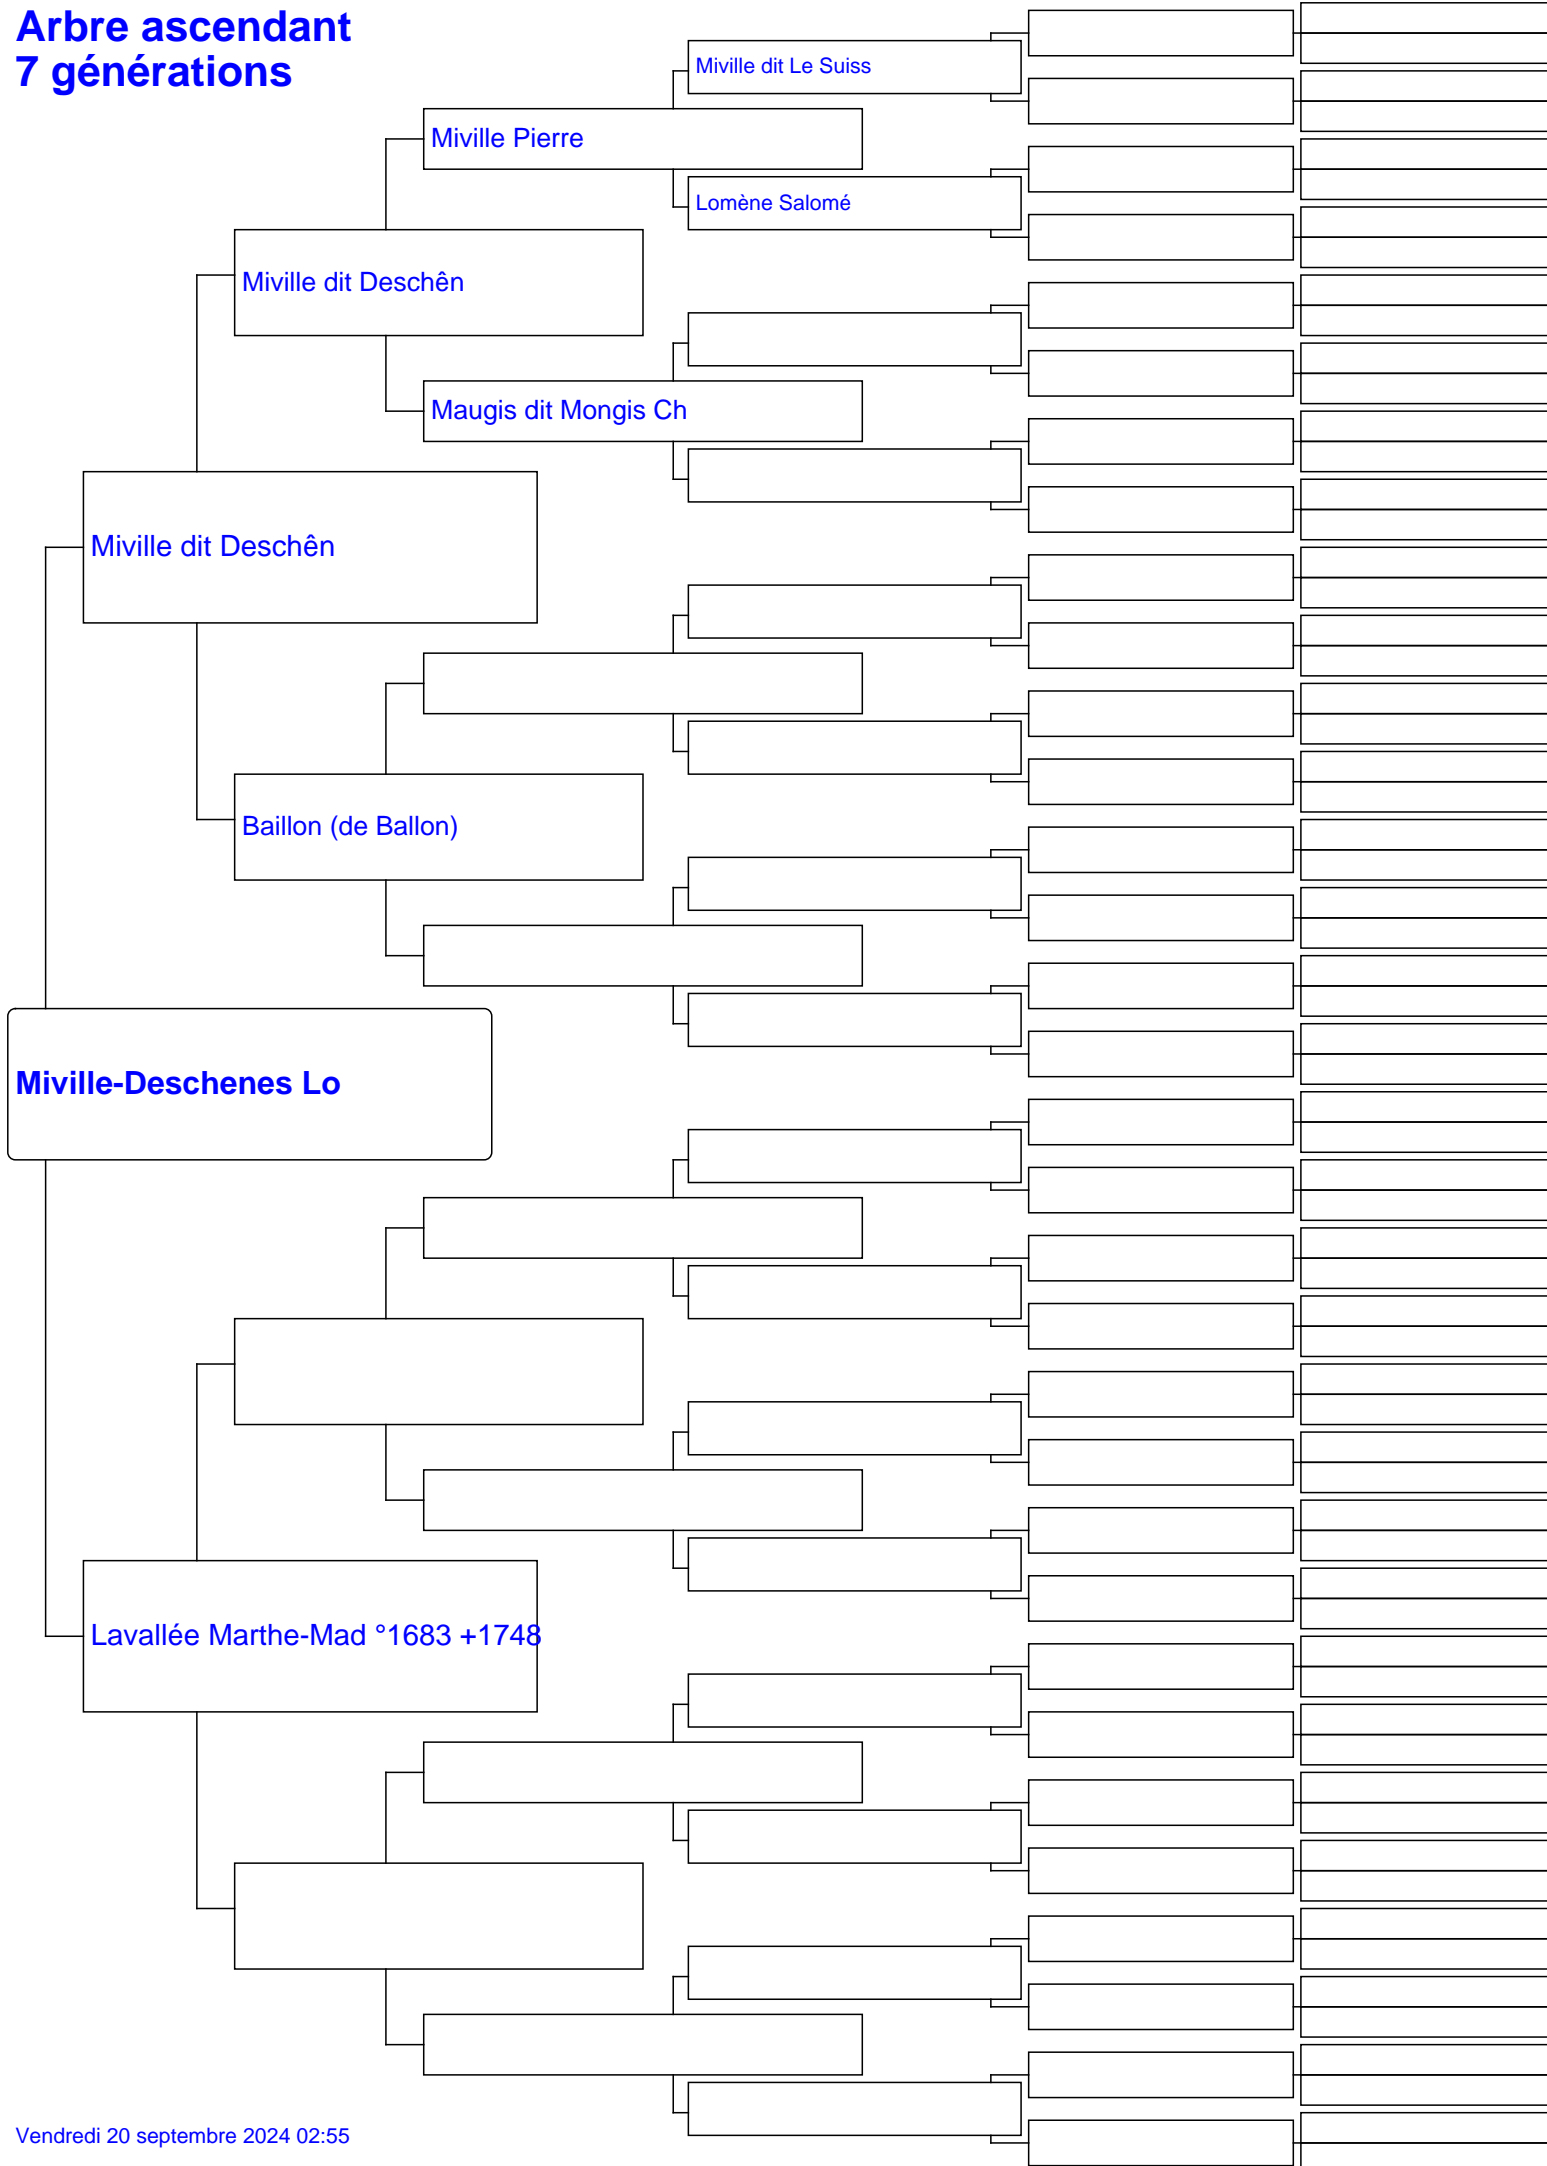 Arbre ascendant
7 générations
Miville dit Le Suiss
Miville Pierre
Lomène Salomé
Miville dit Deschên
Maugis dit Mongis Ch
Miville dit Deschên
Baillon (de Ballon)
Miville-Deschenes Lo
Lavallée Marthe-Mad °1683 +1748
Vendredi 20 septembre 2024 02:55